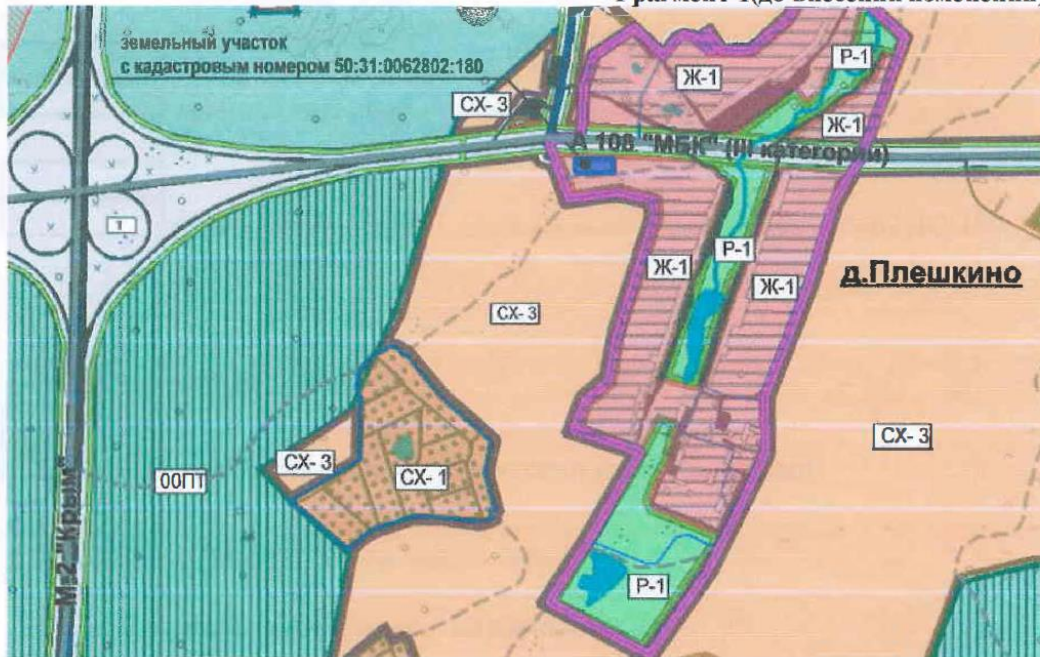 земельный участок
с кадастровым номером 50:31:0062802:180
Р-1
Ж-1
СХ- 3
Ж-1
А 108 "МБК" (III категории)
1
Р-1
Ж-1
Ж-1
д.Плешкино
СХ- 3
СХ- 3
СХ- 3
СХ- 1
ООПТ
М-2 "Крым"
Р-1